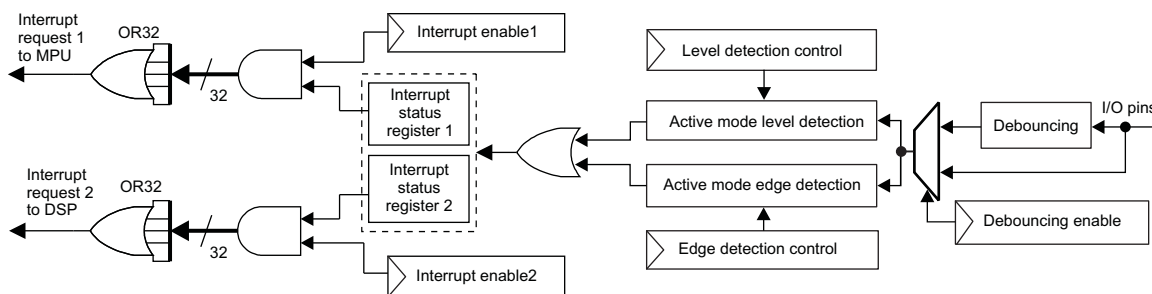 Interrupt
request 1
to MPU
OR32
32
Interrupt enable1
Interrupt
status
register 1
Level detection control
Active mode level detection
Debouncing
I/O pins
Interrupt
request 2
to DSP
OR32
32
Interrupt
status
register 2
Interrupt enable2
Active mode edge detection
Edge detection control
Debouncing enable